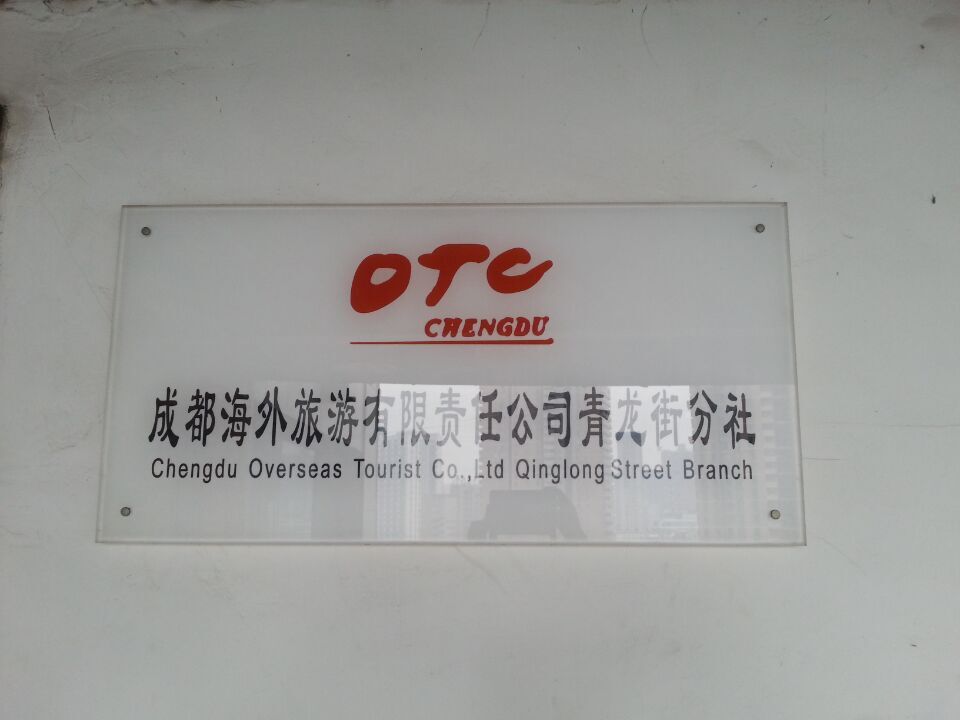 OTC
CHENGDU
成都海外旅游有限责任公司青龙街分社
Chengdu Overseas Tourist Co.,Ltd Qinglong Street Branch